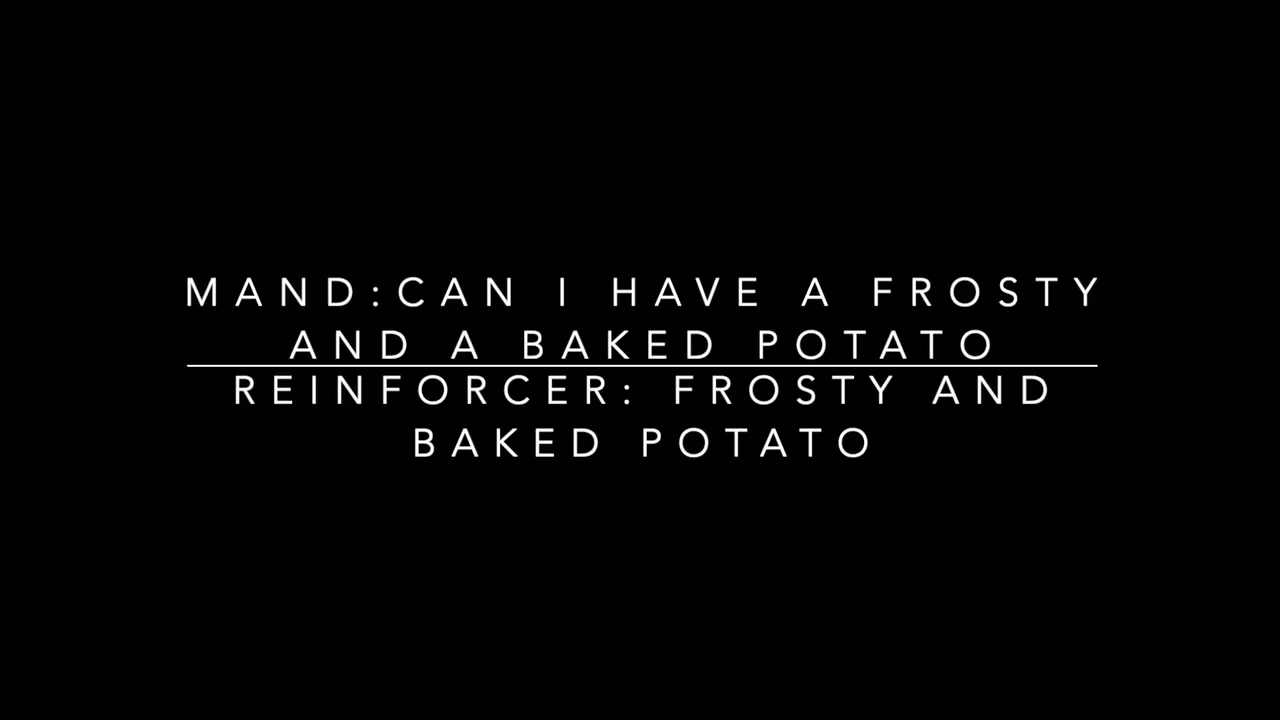 MAND:CAN I HAVE A FROSTY
AND A BAKED POTATO
REINFORCER: FROSTY AND
BAKED POTATO